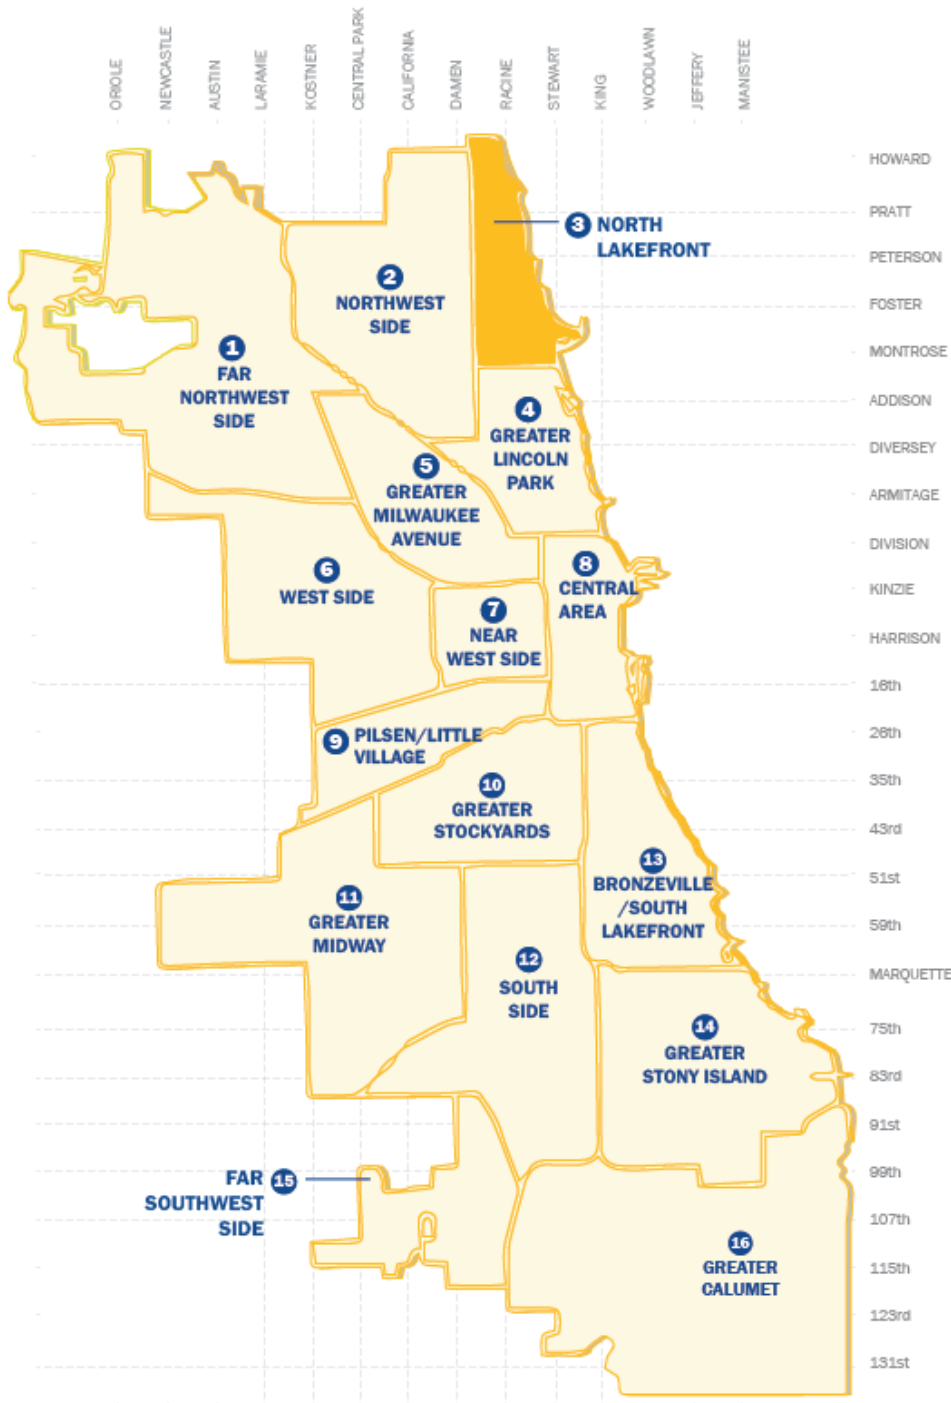 ORIOLE
NEWCASTLE
AUSTIN
LARAMIE
KOSTNER
CENTRAL PARK
CALIFORNIA
DAMEN
RACINE
STEWART
KING
WOODLAWN
JEFFERY
MANISTEE
HOWARD
PRATT
PETERSON
FOSTER
MONTROSE
ADDISON
DIVERSEY
ARMITAGE
DIVISION
KINZIE
HARRISON
16th
26th
35th
43rd
51st
59th
MARQUETTE
75th
83rd
91st
99th
107th
115th
123rd
131st
1
FAR
NORTHWEST
SIDE
2
NORTHWEST
SIDE
3 NORTH
LAKEFRONT
4
GREATER
LINCOLN
PARK
5
GREATER
MILWAUKEE
AVENUE
6
WEST SIDE
7
NEAR
WEST SIDE
8
CENTRAL
AREA
9 PILSEN/LITTLE
VILLAGE
10
GREATER
STOCKYARDS
11
GREATER
MIDWAY
12
SOUTH
SIDE
13
BRONZEVILLE
/SOUTH
LAKEFRONT
14
GREATER
STONY ISLAND
FAR 15
SOUTHWEST
SIDE
16
GREATER
CALUMET